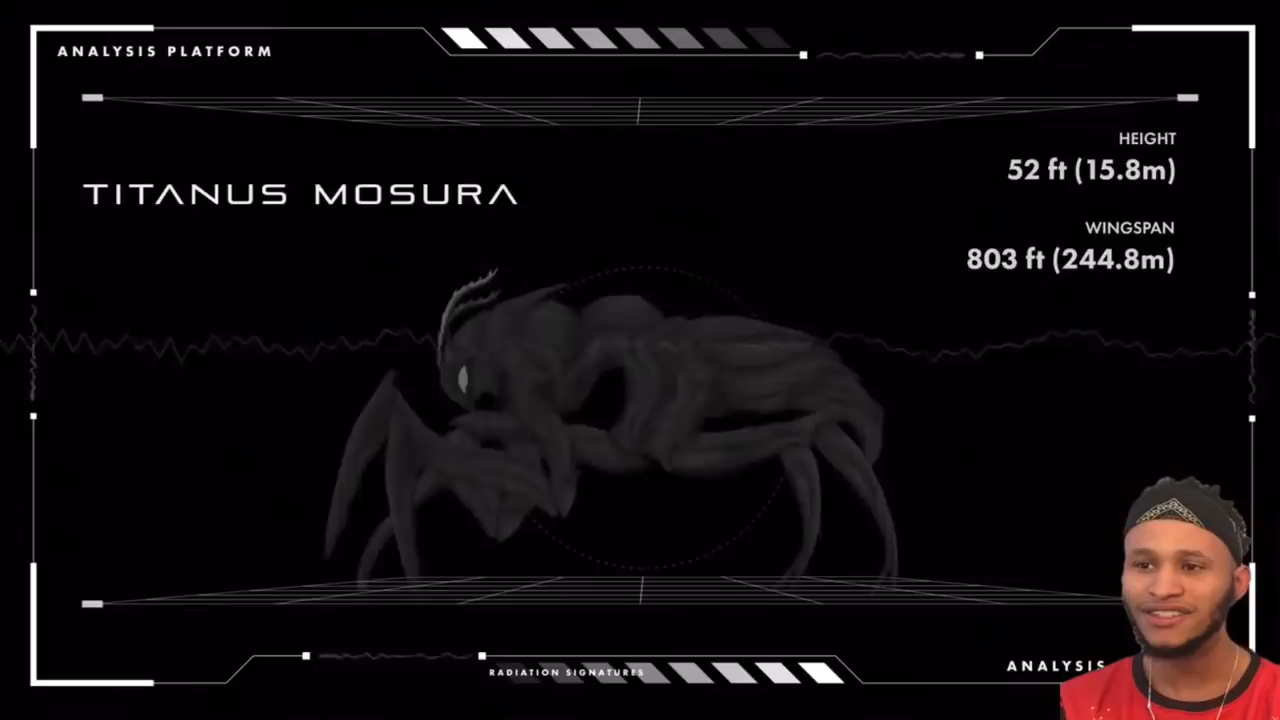 ANALYSIS PLATFORM
HEIGHT
52 ft (15.8m)
TITANUS MOSURA
WINGSPAN
803 ft (244.8m)
RADIATION SIGNATURES
ANALYSIS